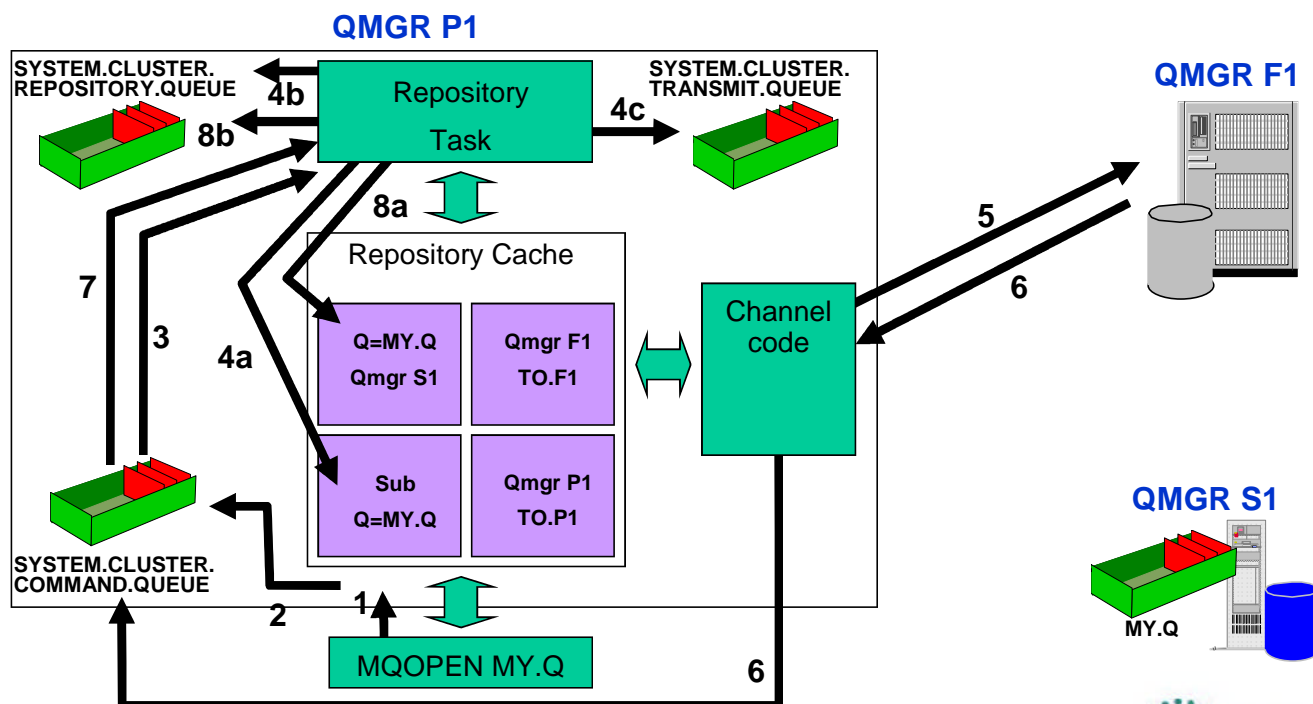 QMGR P1
SYSTEM.CLUSTER.
REPOSITORY.QUEUE
4b
8b
Repository
Task
4c
SYSTEM.CLUSTER.
TRANSMIT.QUEUE
QMGR F1
8a
5
6
7
3
4a
Repository Cache
Q=MY.Q
Qmgr S1
Qmgr F1
TO.F1
Sub
Q=MY.Q
Qmgr P1
TO.P1
Channel
code
QMGR S1
MY.Q
SYSTEM.CLUSTER.
COMMAND.QUEUE
2
1
MQOPEN MY.Q
6